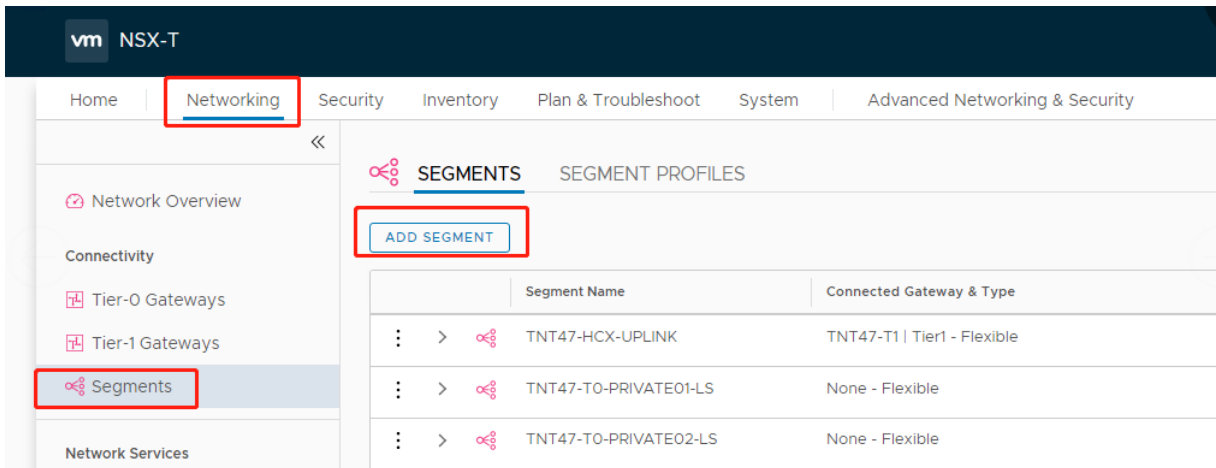 vm NSX-T
Home Networking Security Inventory Plan & Troubleshoot System Advanced Networking & Security
SEGMENTS SEGMENT PROFILES
Network Overview
ADD SEGMENT
Connectivity
Segment Name Connected Gateway & Type
Tier-0 Gateways
TNT47-HCX-UPLINK TNT47-T1 | Tier1 - Flexible
Tier-1 Gateways
Segments
TNT47-T0-PRIVATE01-LS None - Flexible
TNT47-T0-PRIVATE02-LS None - Flexible
Network Services